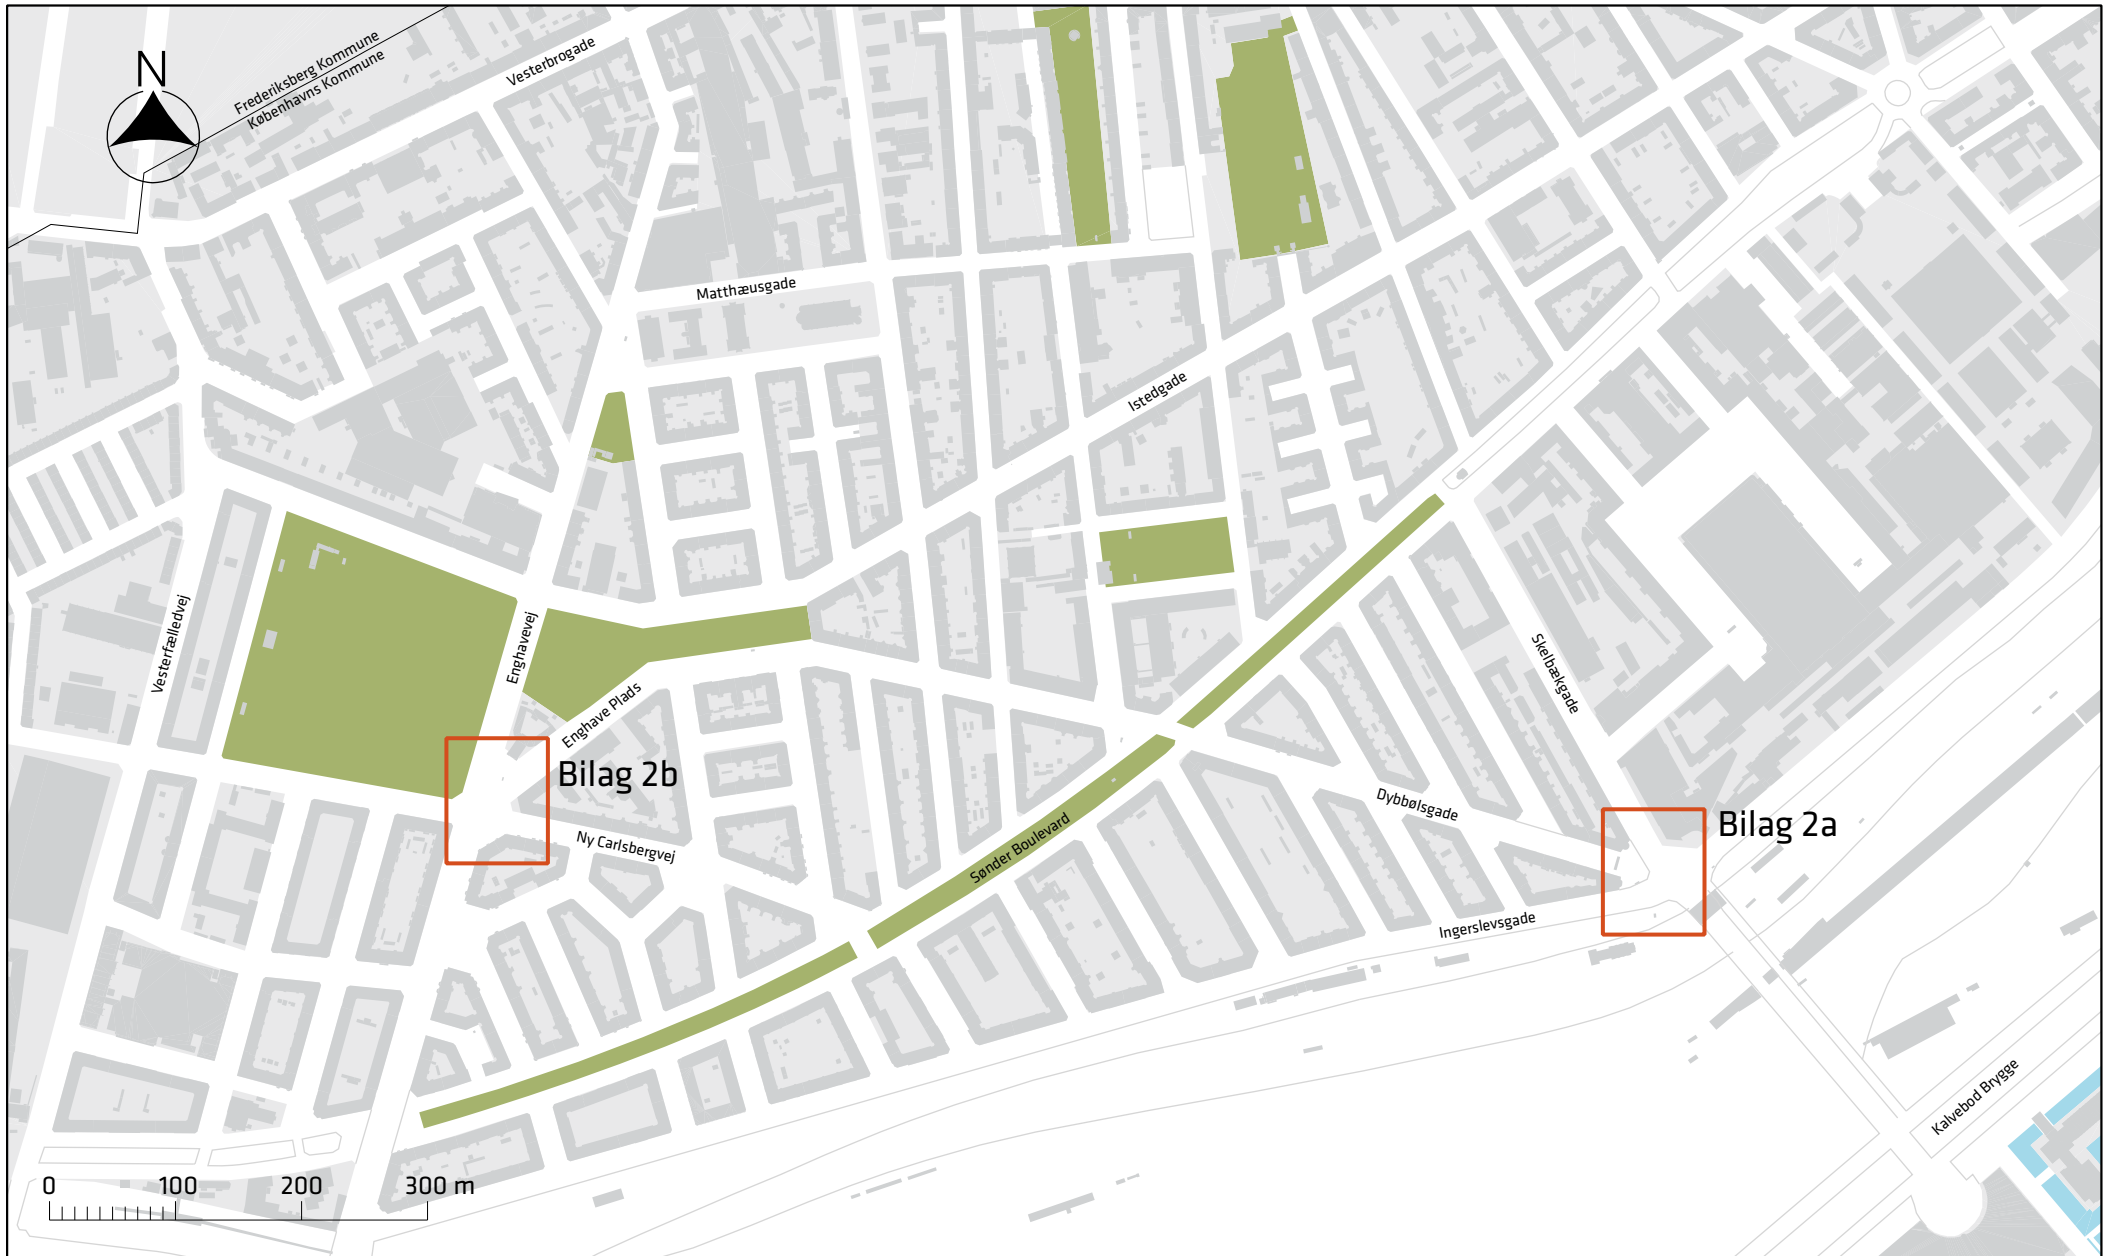 N
Frederiksberg Kommune
Københavns Kommune
Vesterbrogade
Matthæusgade
Istedgade
Vesterfælledvej
Enghavevej
Enghave Plads
Skelbækgade
Bilag 2b
Dybbølsgade
Bilag 2a
Ny Carlsbergvej
Sønder Boulevard
Ingerslevsgade
Kalvebod Brygge
0 100 200 300 m